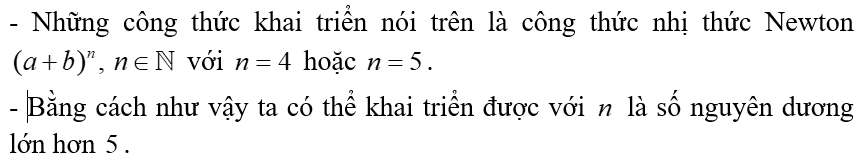 - Những công thức khai triển nói trên là công thức nhị thức Newton
(a+b)ⁿ, n∈ℕ với n = 4 hoặc n = 5.
- Bằng cách như vậy ta có thể khai triển được với n là số nguyên dương
lớn hơn 5.